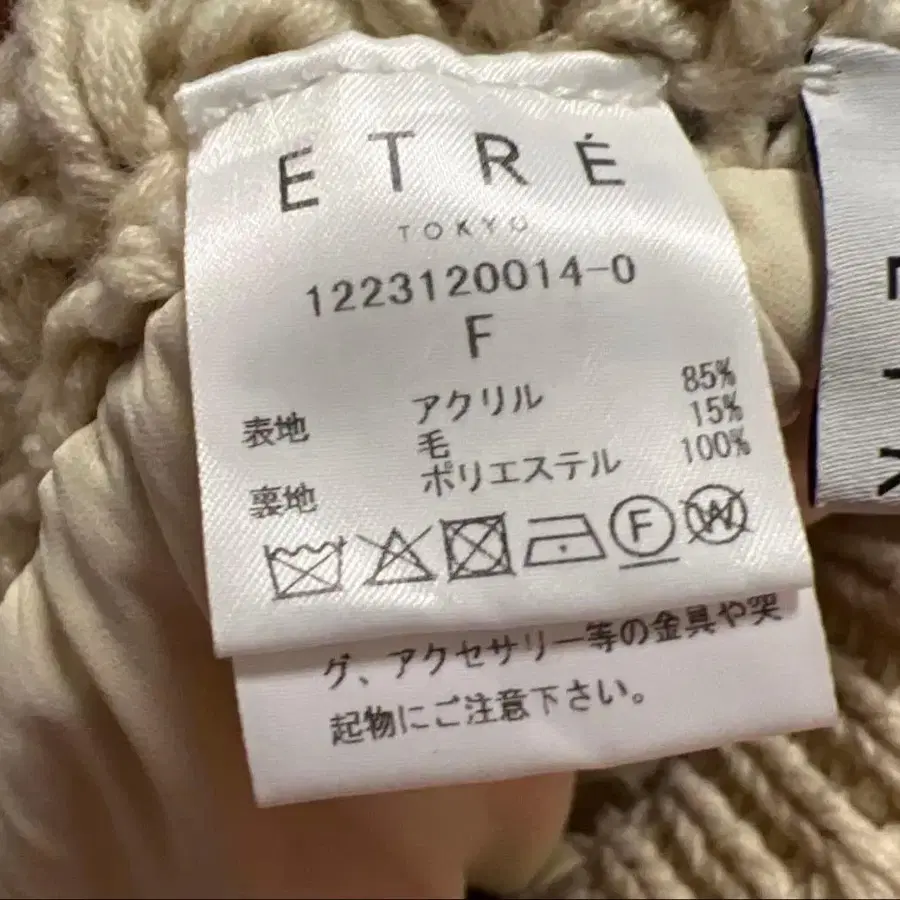 ETRÉ
TOKYO
1223120014-0
F
表地 アクリル 85%
毛 15%
裏地 ポリエステル 100%
F
W
グ、アクセサリー等の金具や突
起物にご注意下さい。